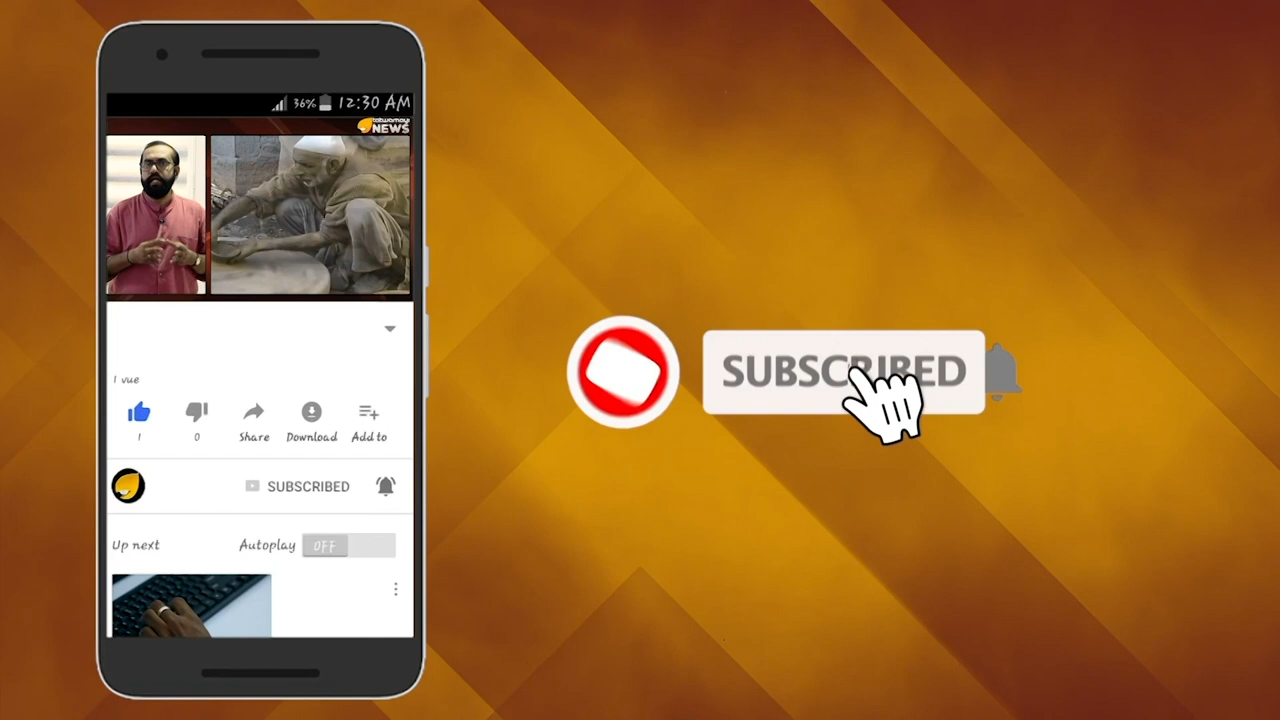 36% 12:30 AM
tatwamayi
NEWS
1 vue
1
0
Share
Download
Add to
SUBSCRIBED
Up next
Autoplay
OFF
SUBSCRIBED